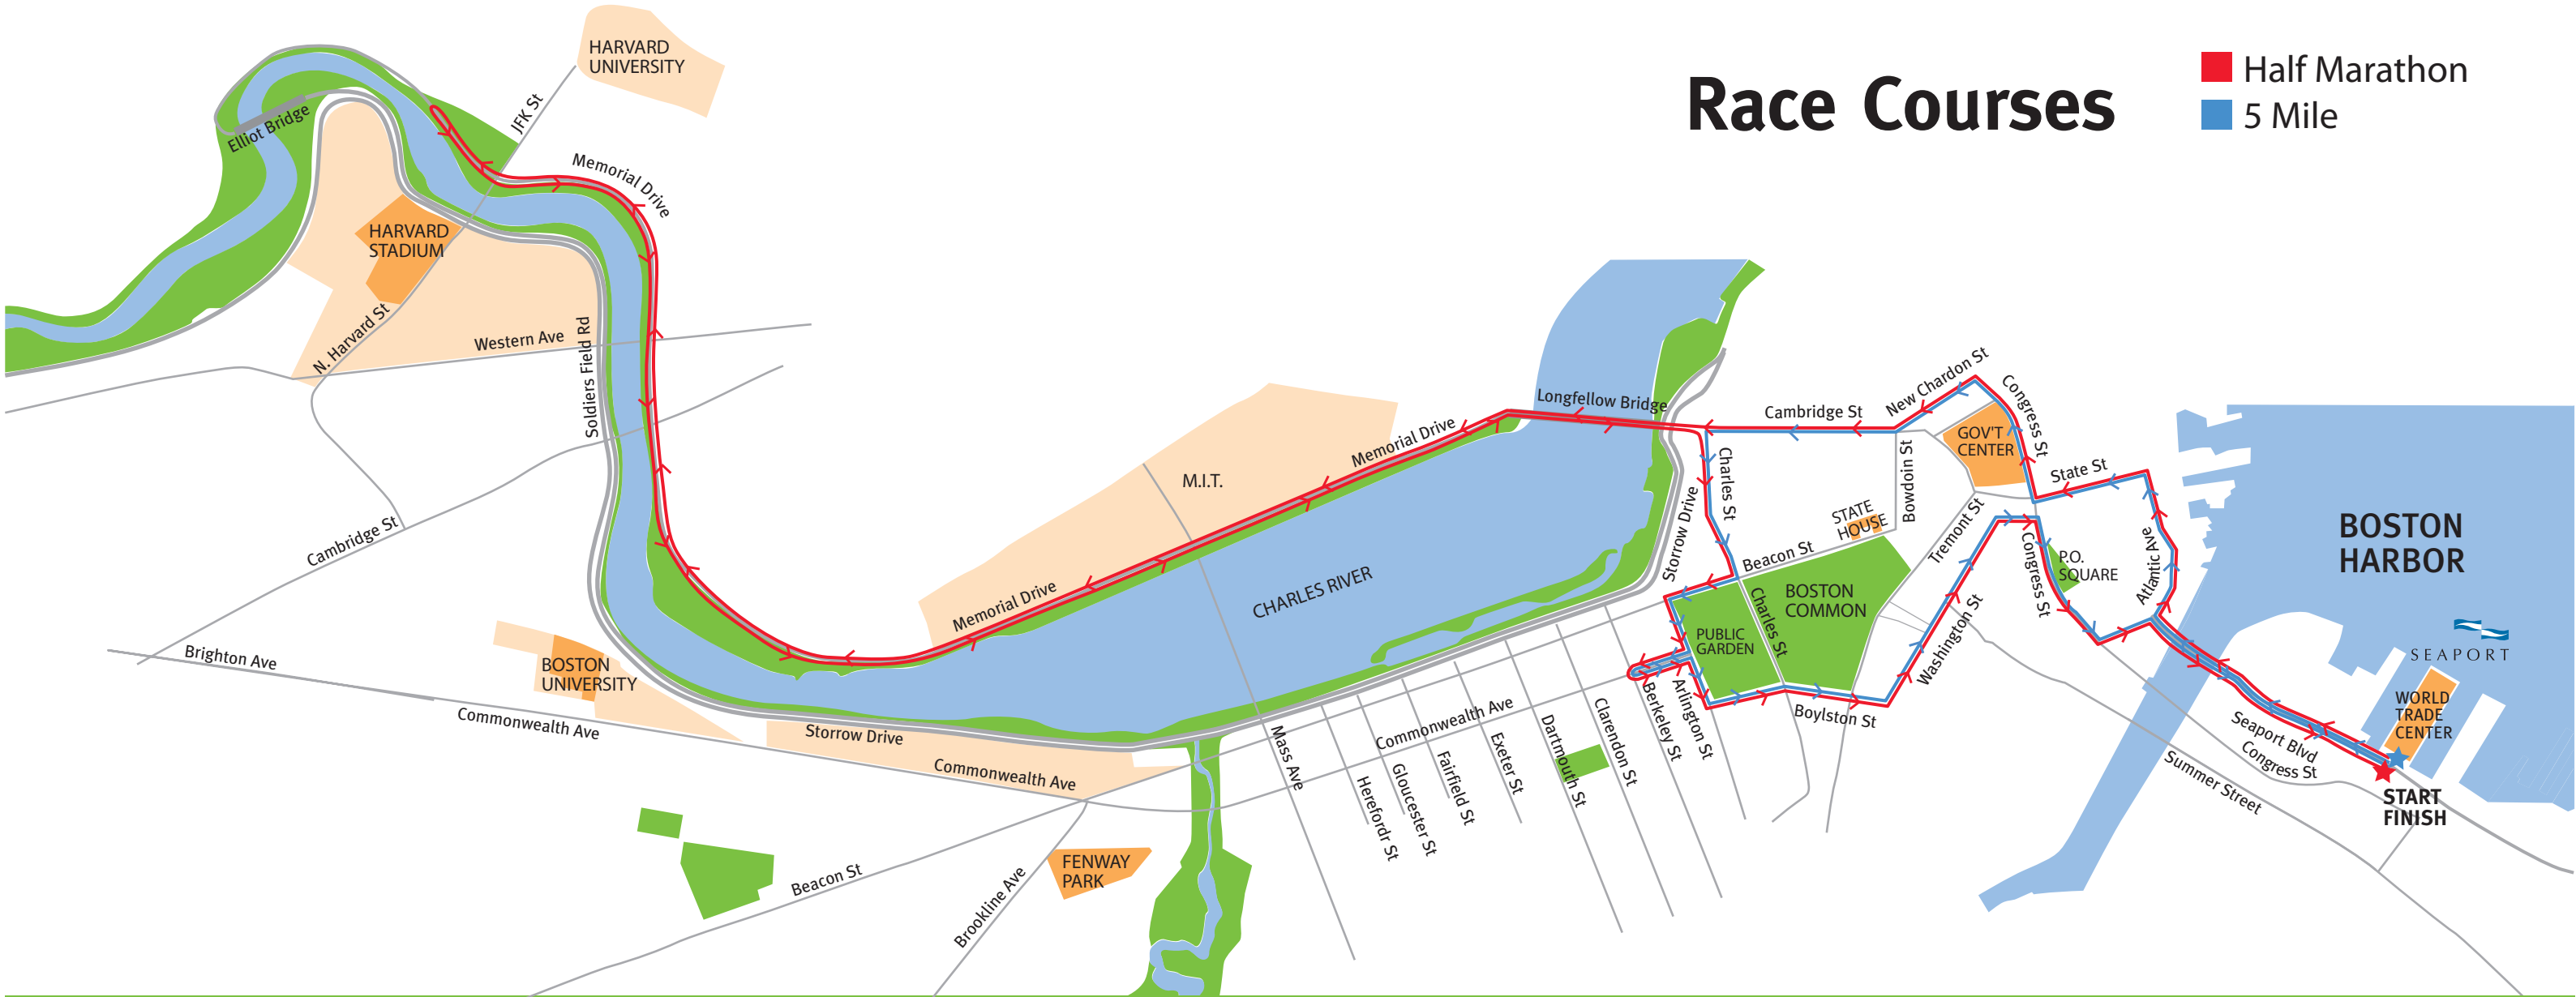 Race Courses
Half Marathon
5 Mile
HARVARD
UNIVERSITY
JFK St
Elliot Bridge
Memorial Drive
HARVARD
STADIUM
N. Harvard St
Western Ave
Soldiers Field Rd
Cambridge St
Brighton Ave
BOSTON
UNIVERSITY
Commonwealth Ave
Storrow Drive
Commonwealth Ave
Beacon St
Brookline Ave
FENWAY
PARK
Memorial Drive
M.I.T.
Memorial Drive
CHARLES RIVER
Longfellow Bridge
Mass Ave
Herefordr St
Gloucester St
Fairfield St
Exeter St
Dartmouth St
Clarendon St
Commonwealth Ave
Berkeley St
Arlington St
Storrow Drive
Charles St
Cambridge St
New Chardon St
Congress St
GOV'T
CENTER
Bowdoin St
STATE
HOUSE
Beacon St
Tremont St
BOSTON
COMMON
Charles St
PUBLIC
GARDEN
Boylston St
Washington St
State St
P.O.
SQUARE
Congress St
Atlantic Ave
BOSTON
HARBOR
SEAPORT
WORLD
TRADE
CENTER
Seaport Blvd
Congress St
Summer Street
START
FINISH